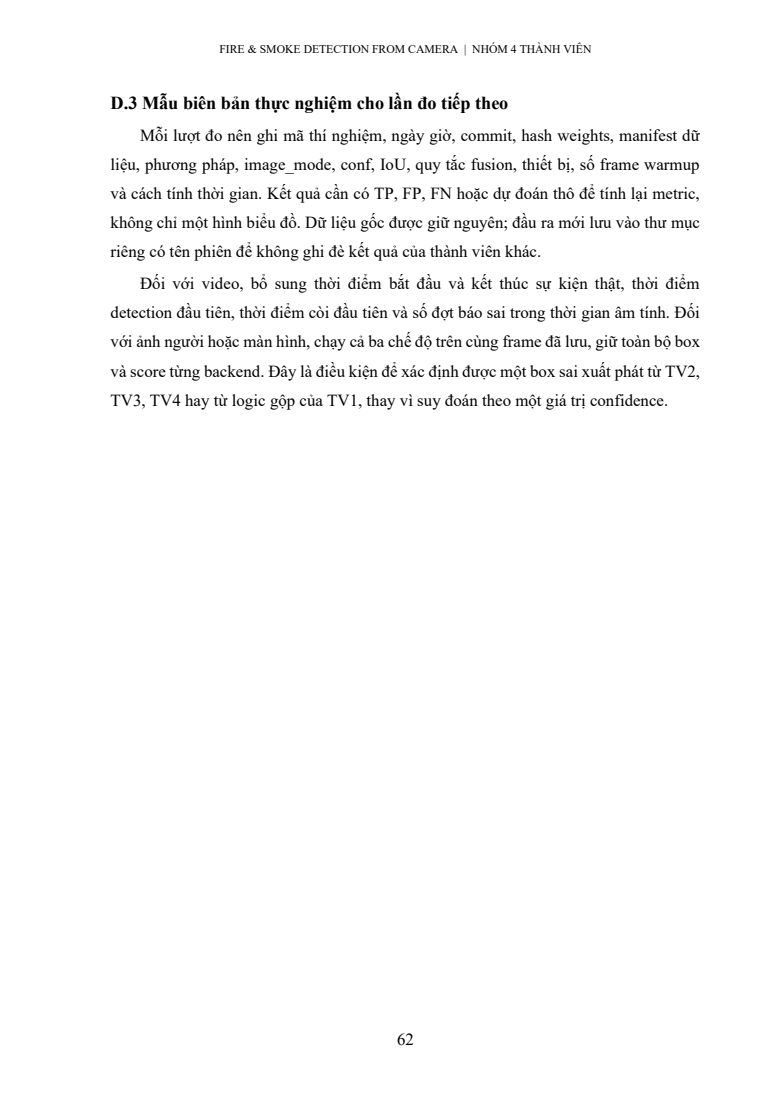 FIRE & SMOKE DETECTION FROM CAMERA | NHÓM 4 THÀNH VIÊN
D.3 Mẫu biên bản thực nghiệm cho lần đo tiếp theo
Mỗi lượt đo nên ghi mã thí nghiệm, ngày giờ, commit, hash weights, manifest dữ
liệu, phương pháp, image_mode, conf, IoU, quy tắc fusion, thiết bị, số frame warmup
và cách tính thời gian. Kết quả cần có TP, FP, FN hoặc dự đoán thô để tính lại metric,
không chỉ một hình biểu đồ. Dữ liệu gốc được giữ nguyên; đầu ra mới lưu vào thư mục
riêng có tên phiên để không ghi đè kết quả của thành viên khác.
Đối với video, bổ sung thời điểm bắt đầu và kết thúc sự kiện thật, thời điểm
detection đầu tiên, thời điểm còi đầu tiên và số đợt báo sai trong thời gian âm tính. Đối
với ảnh người hoặc màn hình, chạy cả ba chế độ trên cùng frame đã lưu, giữ toàn bộ box
và score từng backend. Đây là điều kiện để xác định được một box sai xuất phát từ TV2,
TV3, TV4 hay từ logic gộp của TV1, thay vì suy đoán theo một giá trị confidence.
62